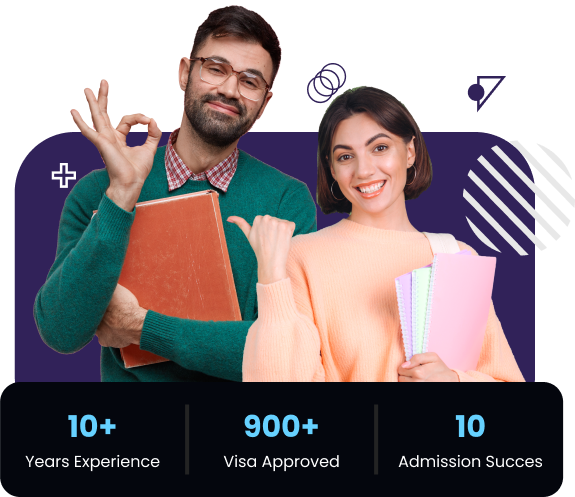 10+
Years Experience
900+
Visa Approved
10
Admission Succes